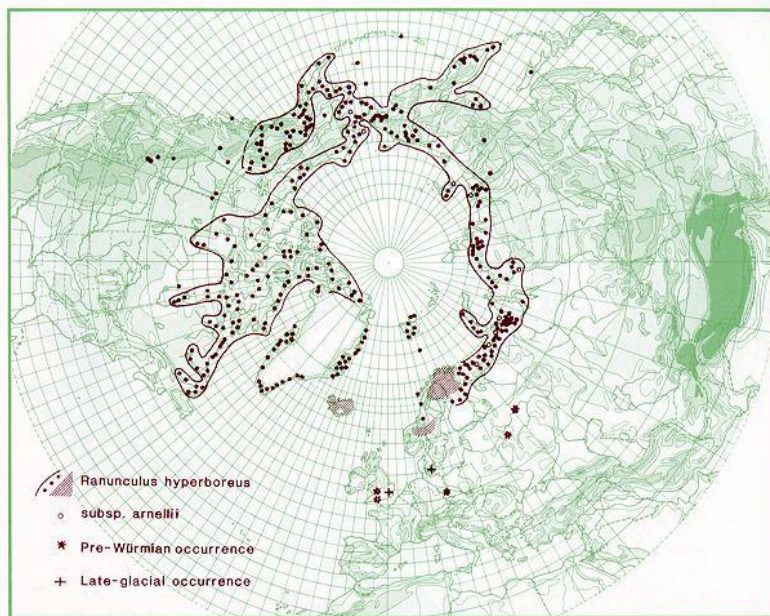 Ranunculus hyperboreus
subsp. arnellii
Pre-Würmian occurrence
Late-glacial occurrence